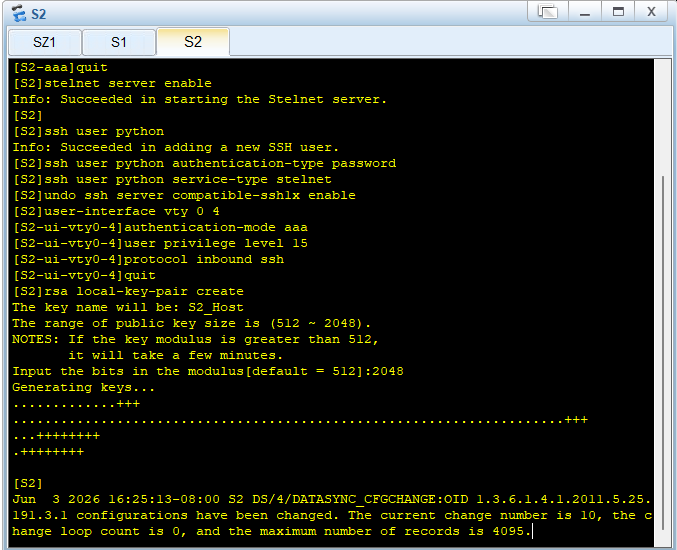 S2
X
SZ1 S1 S2
[S2-aaa]quit
[S2]stelnet server enable
Info: Succeeded in starting the Stelnet server.
[S2]
[S2]ssh user python
Info: Succeeded in adding a new SSH user.
[S2]ssh user python authentication-type password
[S2]ssh user python service-type stelnet
[S2]undo ssh server compatible-ssh1x enable
[S2]user-interface vty 0 4
[S2-ui-vty0-4]authentication-mode aaa
[S2-ui-vty0-4]user privilege level 15
[S2-ui-vty0-4]protocol inbound ssh
[S2-ui-vty0-4]quit
[S2]rsa local-key-pair create
The key name will be: S2_Host
The range of public key size is (512 ~ 2048).
NOTES: If the key modulus is greater than 512,
       it will take a few minutes.
Input the bits in the modulus[default = 512]:2048
Generating keys...
.............+++
.....................................................................+++
...++++++++
.++++++++
[S2]
Jun  3 2026 16:25:13-08:00 S2 DS/4/DATASYNC_CFGCHANGE:OID 1.3.6.1.4.1.2011.5.25.
191.3.1 configurations have been changed. The current change number is 10, the c
hange loop count is 0, and the maximum number of records is 4095.